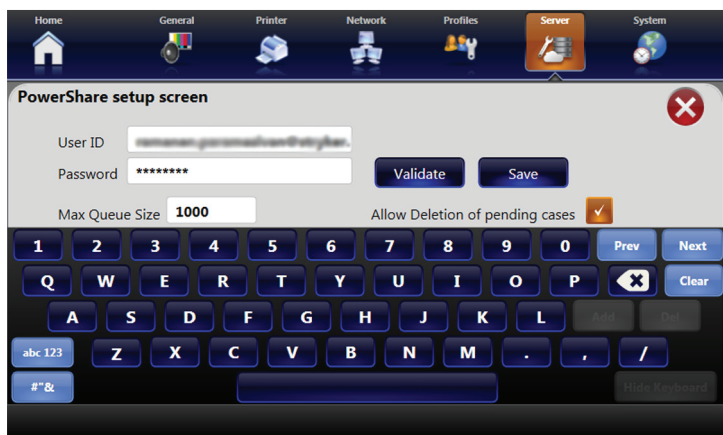 Home General Printer Network Profiles Server System
PowerShare setup screen
User ID
Password ********
Validate Save
Max Queue Size 1000 Allow Deletion of pending cases
1 2 3 4 5 6 7 8 9 0 Prev Next
Q W E R T Y U I O P Clear
A S D F G H J K L Add Del
abc 123 Z X C V B N M . , /
#"& Hide Keyboard